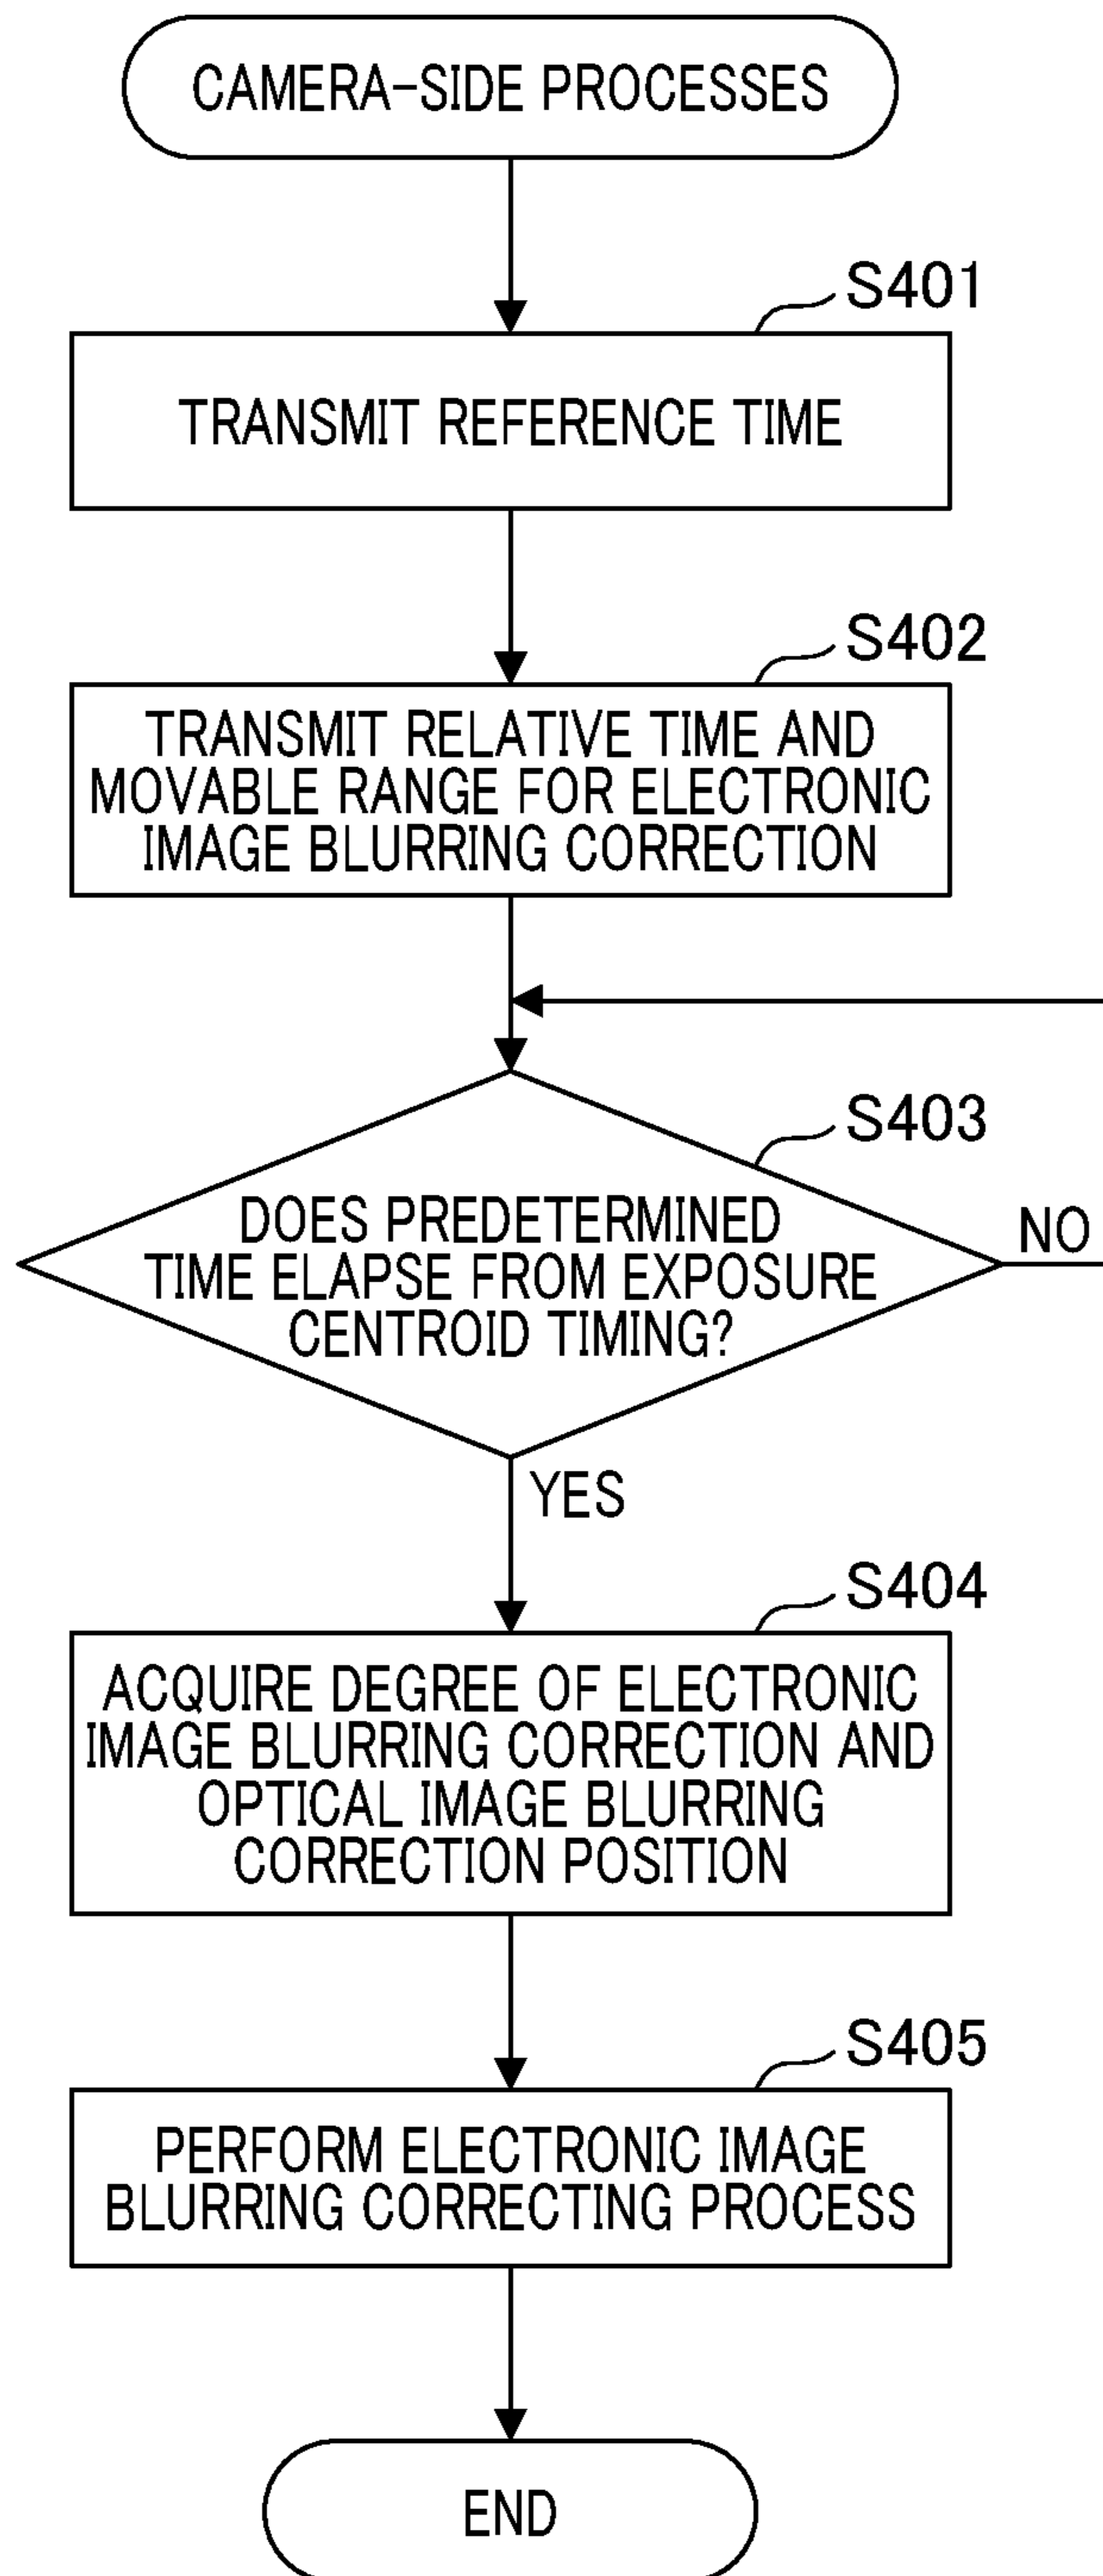 CAMERA-SIDE PROCESSES
S401
TRANSMIT REFERENCE TIME
S402
TRANSMIT RELATIVE TIME AND
MOVABLE RANGE FOR ELECTRONIC
IMAGE BLURRING CORRECTION
S403
DOES PREDETERMINED
TIME ELAPSE FROM EXPOSURE
CENTROID TIMING?
NO
YES
S404
ACQUIRE DEGREE OF ELECTRONIC
IMAGE BLURRING CORRECTION AND
OPTICAL IMAGE BLURRING
CORRECTION POSITION
S405
PERFORM ELECTRONIC IMAGE
BLURRING CORRECTING PROCESS
END